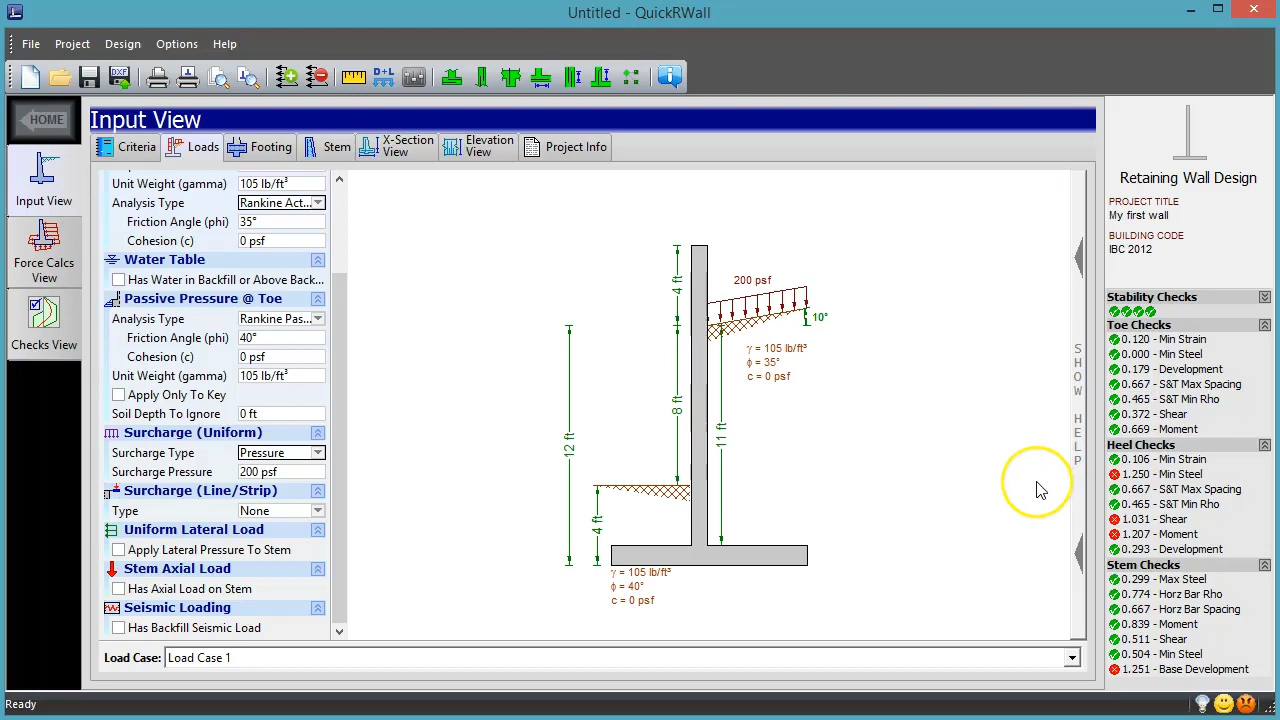 Untitled - QuickRWall
File Project Design Options Help
DXF D+L
HOME
Input View
Force Calcs
View
Checks View
Input View
Criteria Loads Footing Stem X-Section
View Elevation
View Project Info
Unit Weight (gamma) 105 lb/ft³
Analysis Type Rankine Act...
Friction Angle (phi) 35°
Cohesion (c) 0 psf
Water Table
Has Water in Backfill or Above Back...
Passive Pressure @ Toe
Analysis Type Rankine Pas...
Friction Angle (phi) 40°
Cohesion (c) 0 psf
Unit Weight (gamma) 105 lb/ft³
Apply Only To Key
Soil Depth To Ignore 0 ft
Surcharge (Uniform)
Surcharge Type Pressure
Surcharge Pressure 200 psf
Surcharge (Line/Strip)
Type None
Uniform Lateral Load
Apply Lateral Pressure To Stem
Stem Axial Load
Has Axial Load on Stem
Seismic Loading
Has Backfill Seismic Load
4 ft
200 psf
10°
γ = 105 lb/ft³
ϕ = 35°
c = 0 psf
8 ft
12 ft
11 ft
4 ft
γ = 105 lb/ft³
ϕ = 40°
c = 0 psf
SHOW HELP
Load Case: Load Case 1
Retaining Wall Design
PROJECT TITLE
My first wall
BUILDING CODE
IBC 2012
Stability Checks
Toe Checks
0.120 - Min Strain
0.000 - Min Steel
0.179 - Development
0.667 - S&T Max Spacing
0.465 - S&T Min Rho
0.372 - Shear
0.669 - Moment
Heel Checks
0.106 - Min Strain
1.250 - Min Steel
0.667 - S&T Max Spacing
0.465 - S&T Min Rho
1.031 - Shear
1.207 - Moment
0.293 - Development
Stem Checks
0.299 - Max Steel
0.774 - Horz Bar Rho
0.667 - Horz Bar Spacing
0.839 - Moment
0.511 - Shear
0.504 - Min Steel
1.251 - Base Development
Ready